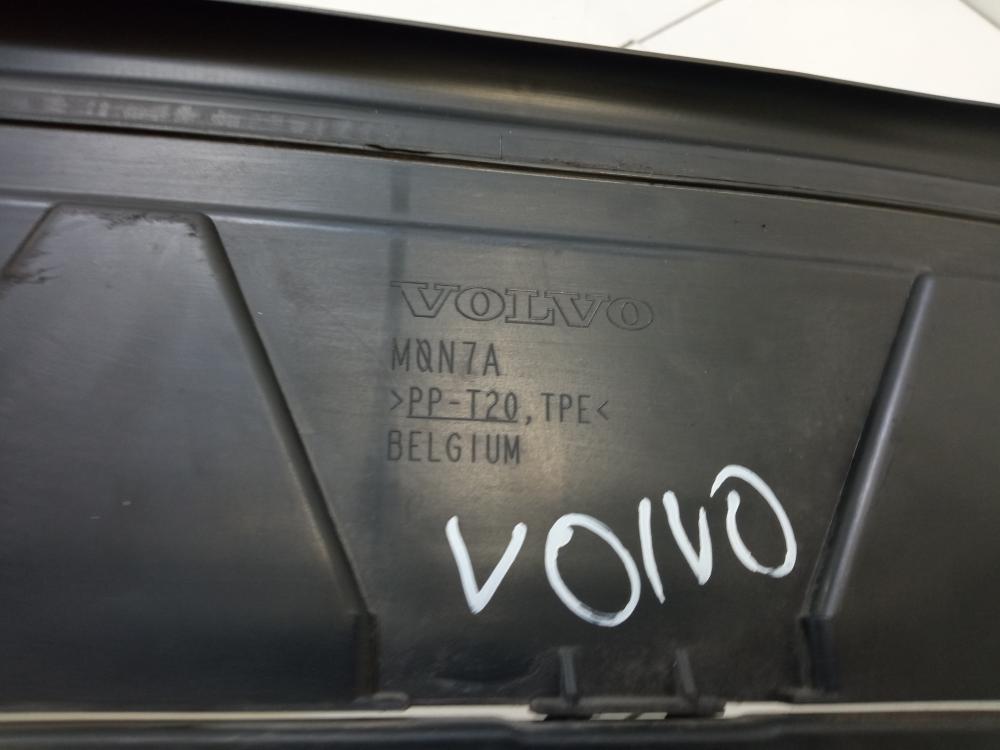 VOLVO
MQN7A
>PP-T20,TPE<
BELGIUM
VOLVO